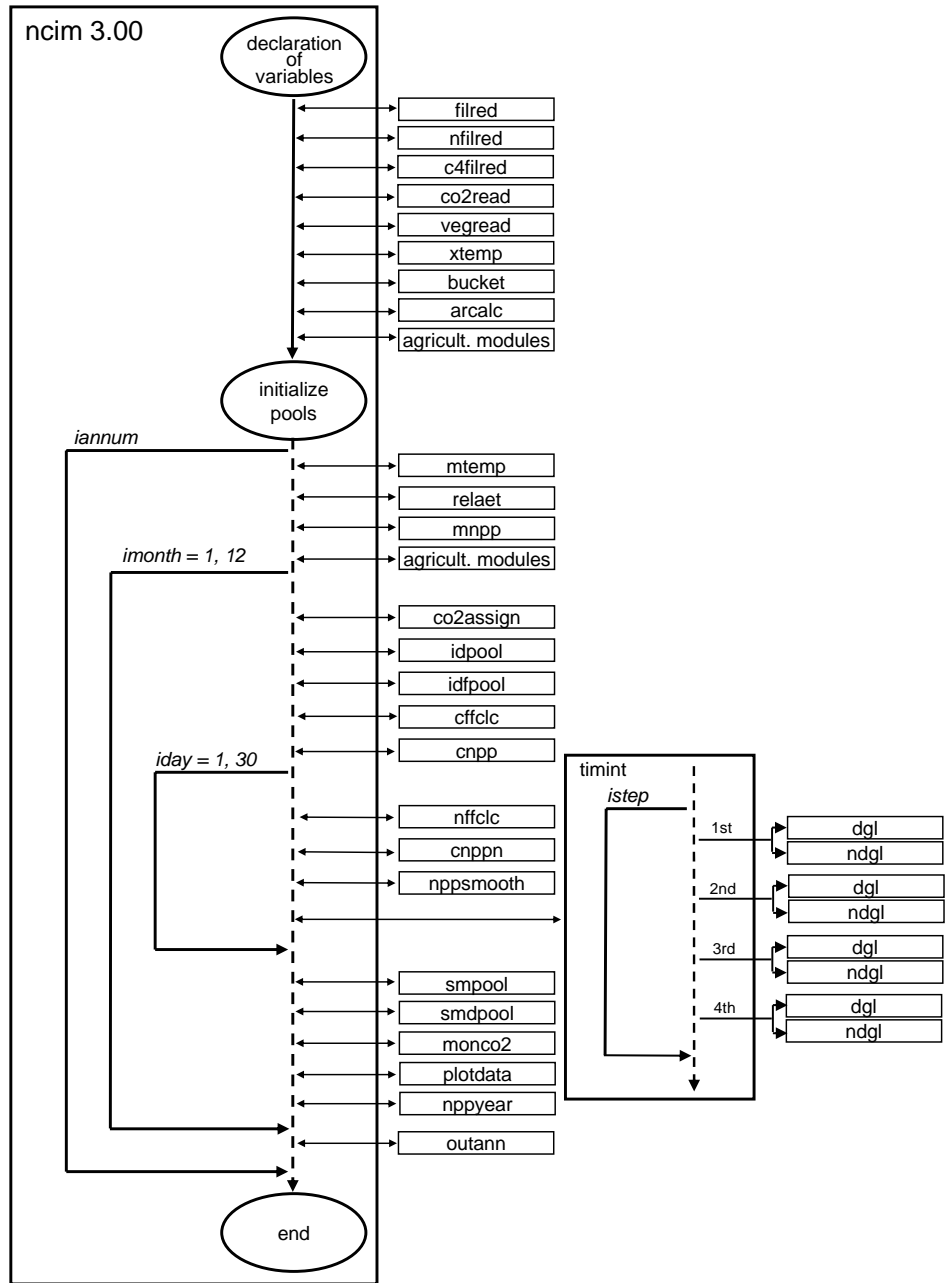 ncim 3.00
declaration
of
variables
filred
nfilred
c4filred
co2read
vegread
xtemp
bucket
arcalc
agricult. modules
initialize
pools
iannum
mtemp
relaet
mnpp
agricult. modules
imonth = 1, 12
co2assign
idpool
idfpool
cffclc
cnpp
iday = 1, 30
nffclc
cnppn
nppsmooth
timint
istep
1st
dgl
ndgl
2nd
dgl
ndgl
3rd
dgl
ndgl
4th
dgl
ndgl
smpool
smdpool
monco2
plotdata
nppyear
outann
end